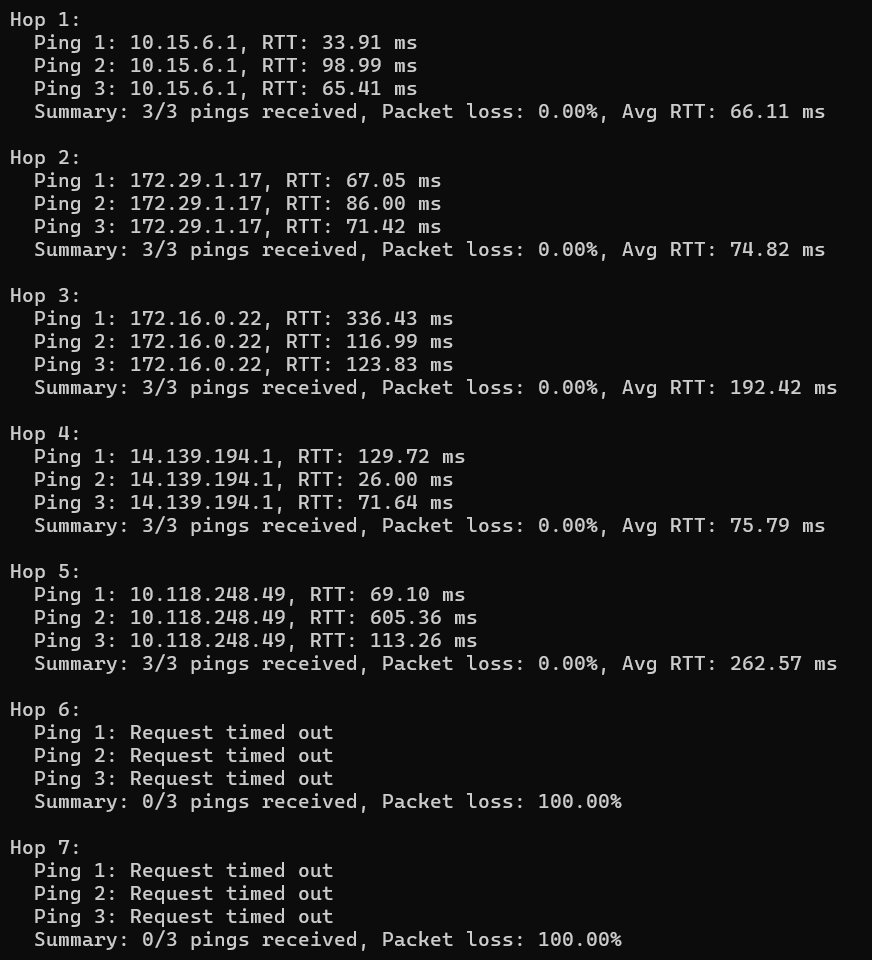 Hop 1:
  Ping 1: 10.15.6.1, RTT: 33.91 ms
  Ping 2: 10.15.6.1, RTT: 98.99 ms
  Ping 3: 10.15.6.1, RTT: 65.41 ms
  Summary: 3/3 pings received, Packet loss: 0.00%, Avg RTT: 66.11 ms

Hop 2:
  Ping 1: 172.29.1.17, RTT: 67.05 ms
  Ping 2: 172.29.1.17, RTT: 86.00 ms
  Ping 3: 172.29.1.17, RTT: 71.42 ms
  Summary: 3/3 pings received, Packet loss: 0.00%, Avg RTT: 74.82 ms

Hop 3:
  Ping 1: 172.16.0.22, RTT: 336.43 ms
  Ping 2: 172.16.0.22, RTT: 116.99 ms
  Ping 3: 172.16.0.22, RTT: 123.83 ms
  Summary: 3/3 pings received, Packet loss: 0.00%, Avg RTT: 192.42 ms

Hop 4:
  Ping 1: 14.139.194.1, RTT: 129.72 ms
  Ping 2: 14.139.194.1, RTT: 26.00 ms
  Ping 3: 14.139.194.1, RTT: 71.64 ms
  Summary: 3/3 pings received, Packet loss: 0.00%, Avg RTT: 75.79 ms

Hop 5:
  Ping 1: 10.118.248.49, RTT: 69.10 ms
  Ping 2: 10.118.248.49, RTT: 605.36 ms
  Ping 3: 10.118.248.49, RTT: 113.26 ms
  Summary: 3/3 pings received, Packet loss: 0.00%, Avg RTT: 262.57 ms

Hop 6:
  Ping 1: Request timed out
  Ping 2: Request timed out
  Ping 3: Request timed out
  Summary: 0/3 pings received, Packet loss: 100.00%

Hop 7:
  Ping 1: Request timed out
  Ping 2: Request timed out
  Ping 3: Request timed out
  Summary: 0/3 pings received, Packet loss: 100.00%